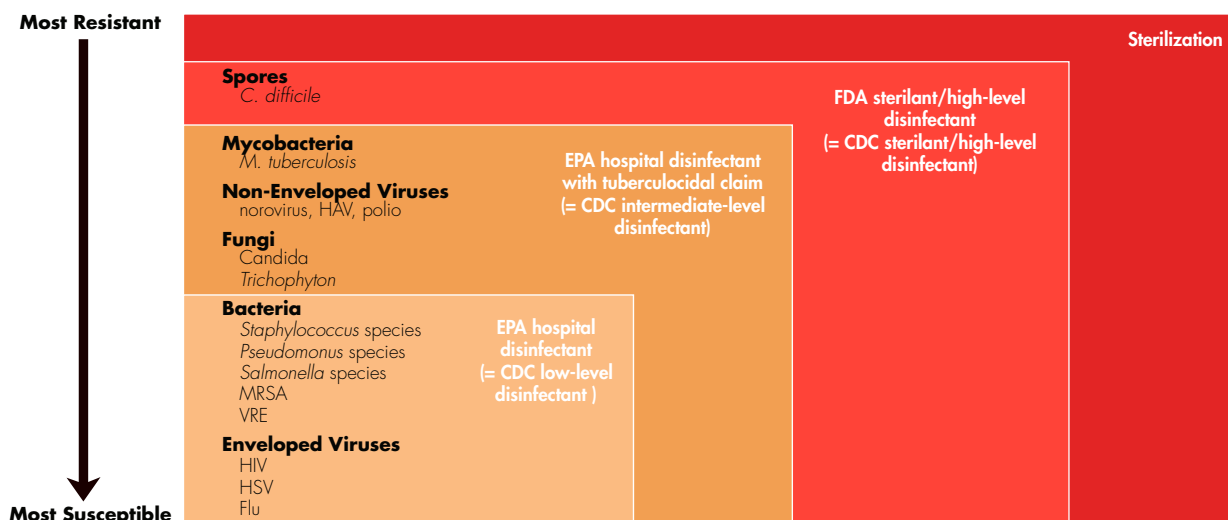 Most Resistant
Sterilization
Spores
C. difficile
FDA sterilant/high-level
disinfectant
(= CDC sterilant/high-level
disinfectant)
Mycobacteria
M. tuberculosis
Non-Enveloped Viruses
norovirus, HAV, polio
Fungi
Candida
Trichophyton
EPA hospital disinfectant
with tuberculocidal claim
(= CDC intermediate-level
disinfectant)
Bacteria
Staphylococcus species
Pseudomonus species
Salmonella species
MRSA
VRE
EPA hospital
disinfectant
(= CDC low-level
disinfectant )
Enveloped Viruses
HIV
HSV
Flu
Most Susceptible